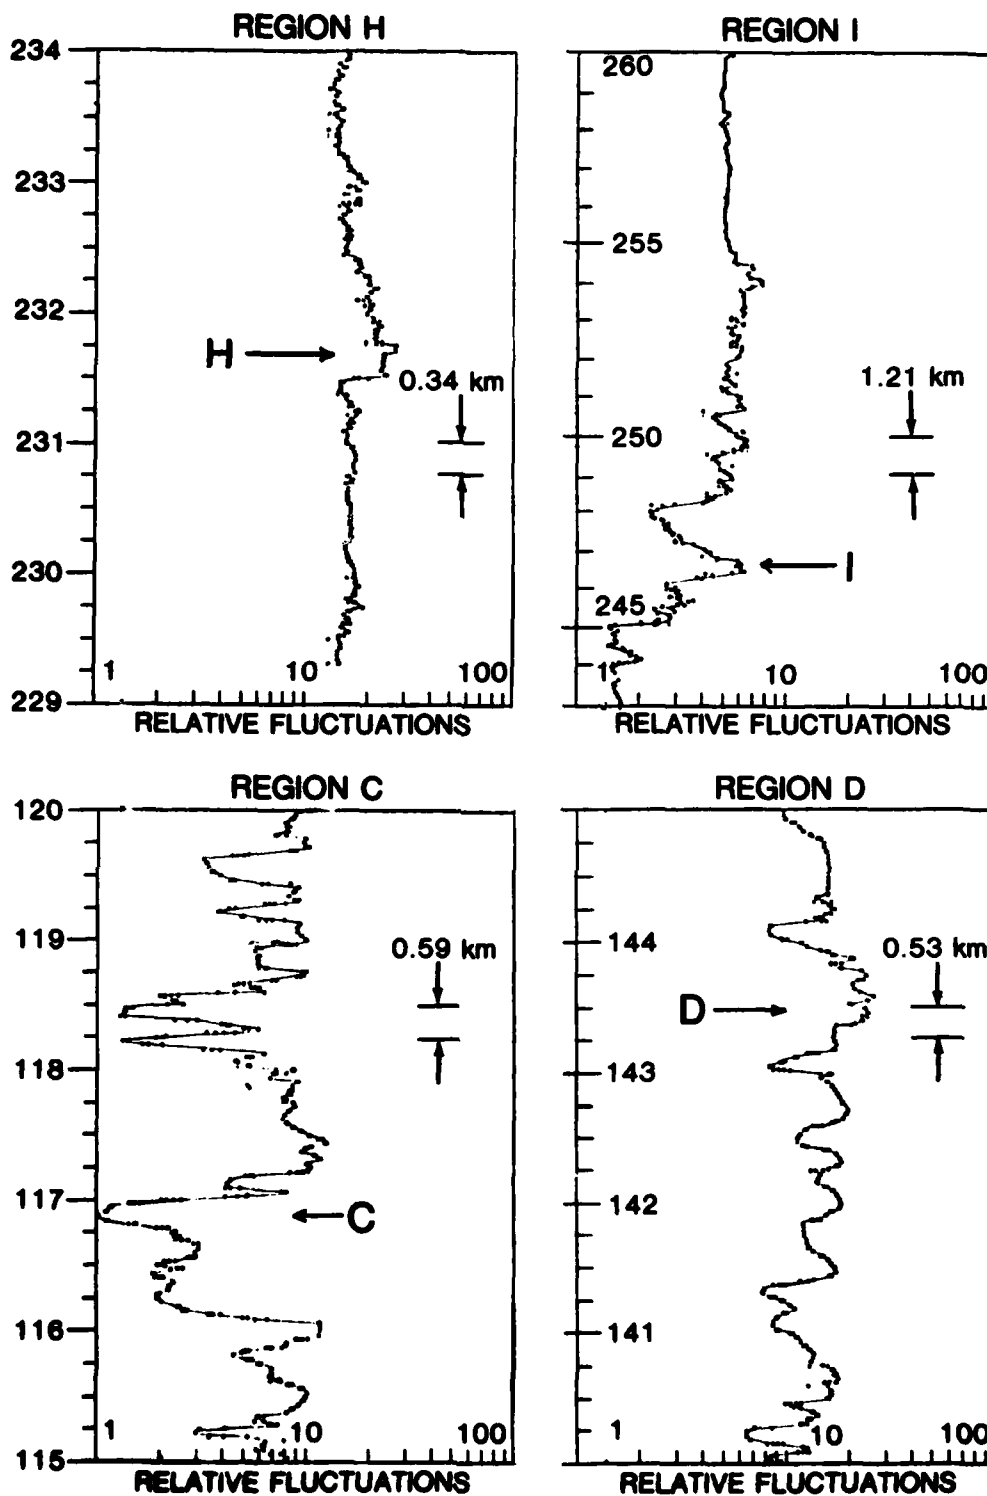 REGION H
234
233
232
H
0.34 km
231
230
229
1 10 100
RELATIVE FLUCTUATIONS
REGION I
260
255
1.21 km
250
I
245
1 10 100
RELATIVE FLUCTUATIONS
REGION C
120
119
0.59 km
118
117
C
116
115
1 10 100
RELATIVE FLUCTUATIONS
REGION D
144
0.53 km
D
143
142
141
1 10 100
RELATIVE FLUCTUATIONS